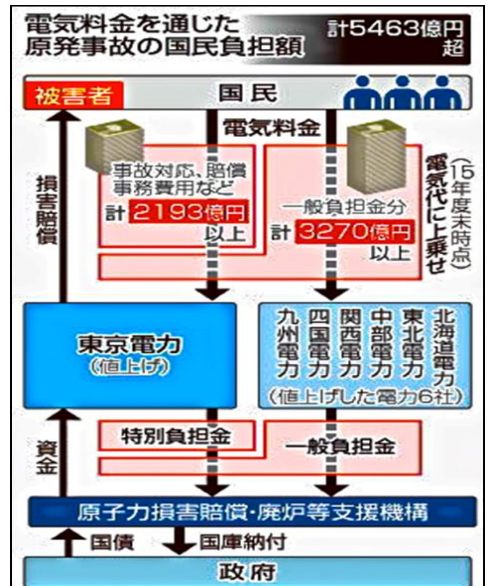 電気料金を通じた
原発事故の国民負担額
計5463億円
超
被害者
国民
電気料金
損害賠償
事故対応、賠償
事務費用など
計2193億円
以上
一般負担金分
計3270億円
以上
電気代に上乗せ
(15年度末時点)
東京電力
(値上げ)
北海道電力
東北電力
中部電力
関西電力
四国電力
九州電力
(値上げした電力6社)
資金
特別負担金
一般負担金
原子力損害賠償・廃炉等支援機構
国債
国庫納付
政府